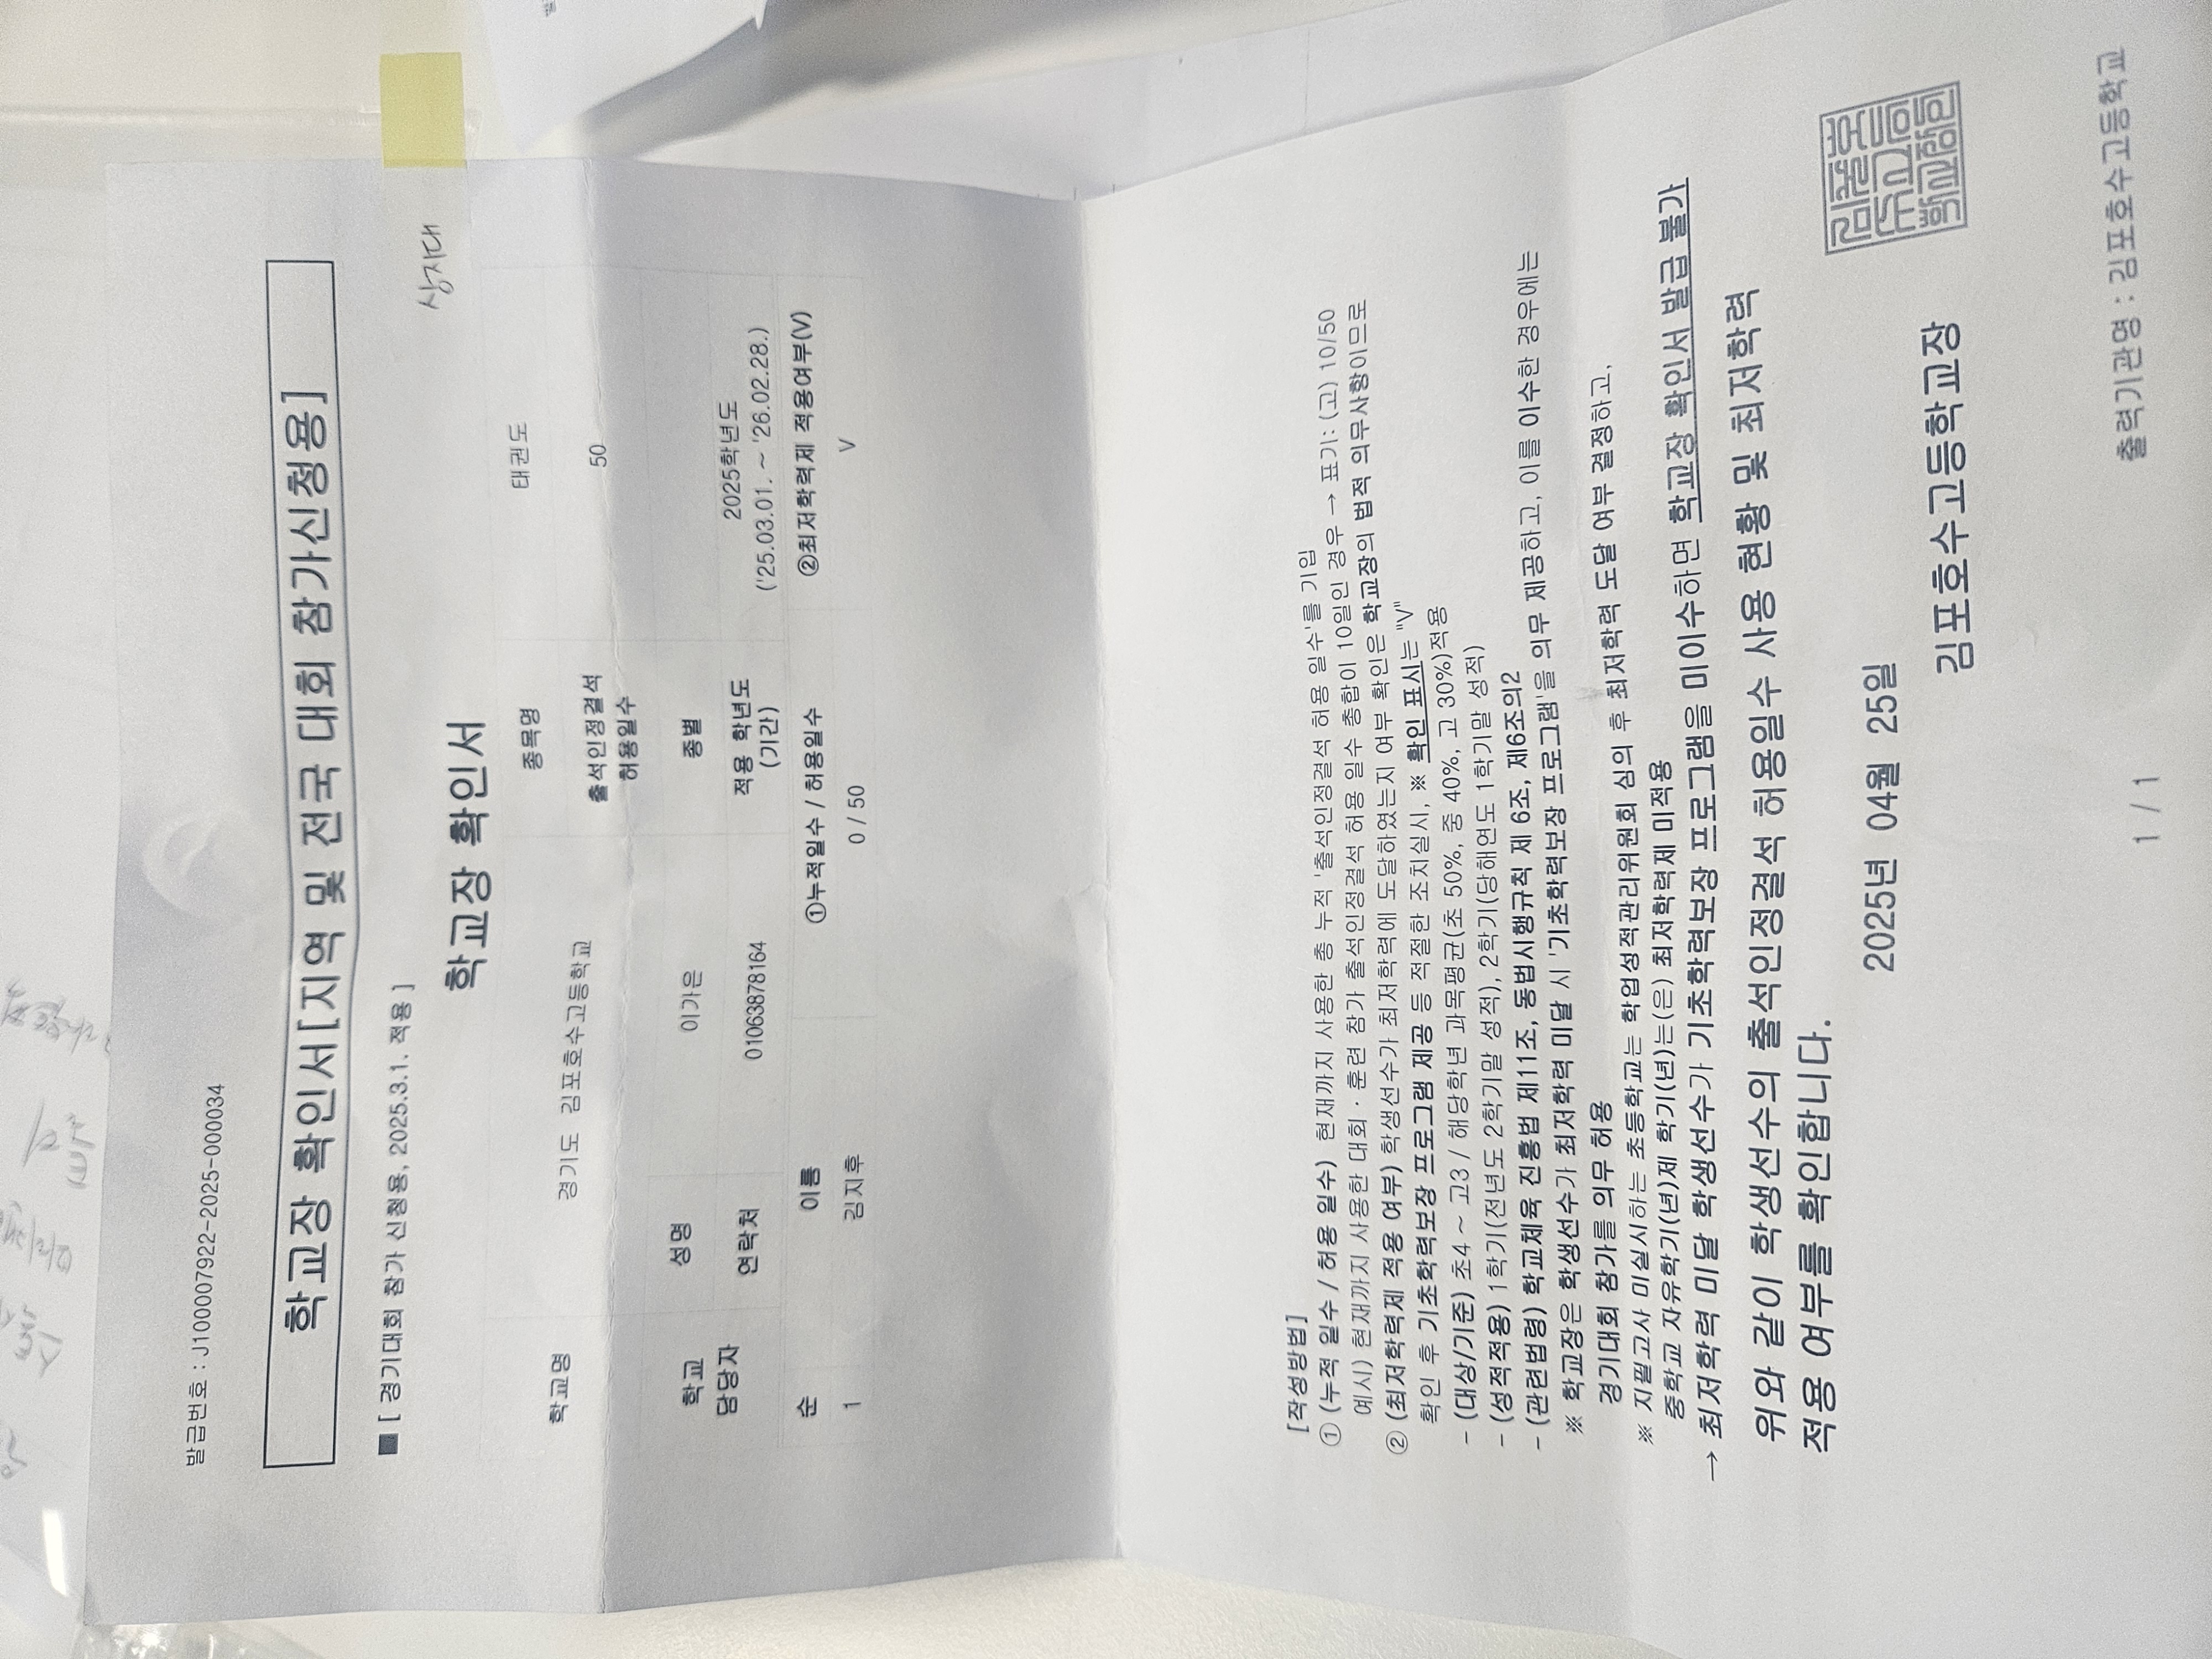 발급번호 : J100007922-2025-000034
학교장 확인서[지역 및 전국 대회 참가신청용]
■ [ 경기대회 참가 신청용, 2025.3.1. 적용 ]
상지대
학교장 확인서
학교명 경기도 김포호수고등학교 종목명 태권도
출석인정결석 허용일수 50
학교 담당자 성명 이가은 종별
연락처 01063878164 적용 학년도 (기간) 2025학년도 ('25.03.01. ~ '26.02.28.)
순 이름 ①누적일수 / 허용일수 ②최저학력제 적용여부(V)
1 김지후 0 / 50 V
[작성방법]
① (누적 일수 / 허용 일수) 현재까지 사용한 총 누적 '출석인정결석 허용 일수'를 기입
예시) 현재까지 사용한 대회 · 훈련 참가 출석인정결석 허용 일수 총합이 10일인 경우 → 표기: (고) 10/50
② (최저학력제 적용 여부) 학생선수가 최저학력에 도달하였는지 여부 확인은 학교장의 법적 의무사항이므로
확인 후 기초학력보장 프로그램 제공 등 적절한 조치실시, ※ 확인 표시는 "V"
- (대상/기준) 초4 ~ 고3 / 해당학년 과목평균(초 50%, 중 40%, 고 30%)적용
- (성적적용) 1학기(전년도 2학기말 성적), 2학기(당해연도 1학기말 성적)
- (관련법령) 학교체육 진흥법 제11조, 동법시행규칙 제 6조, 제6조의2
※ 학교장은 학생선수가 최저학력 미달 시 '기초학력보장 프로그램'을 의무 제공하고, 이를 이수한 경우에는
경기대회 참가를 의무 허용
※ 지필고사 미실시하는 초등학교는 학업성적관리위원회 심의 후 최저학력 도달 여부 결정하고,
중학교 자유학기(년)제 학기(년)는(은) 최저학력제 미적용
→ 최저학력 미달 학생선수가 기초학력보장 프로그램을 미이수하면 학교장 확인서 발급 불가
위와 같이 학생선수의 출석인정결석 허용일수 사용 현황 및 최저학력
적용 여부를 확인합니다.
2025년 04월 25일
김포호수고등학교장
1 / 1
출력기관명 : 김포호수고등학교